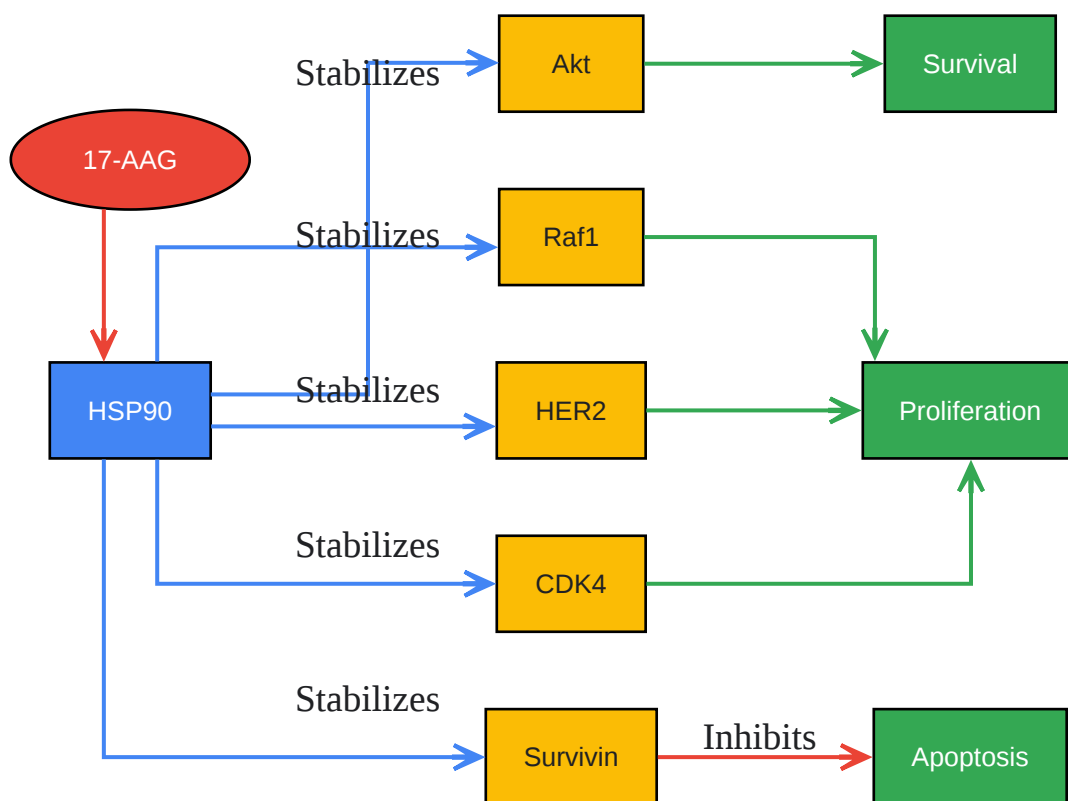 Akt
Survival
Stabilizes
17-AAG
Stabilizes
Raf1
Stabilizes
HSP90
HER2
Proliferation
Stabilizes
CDK4
Stabilizes
Survivin
Inhibits
Apoptosis